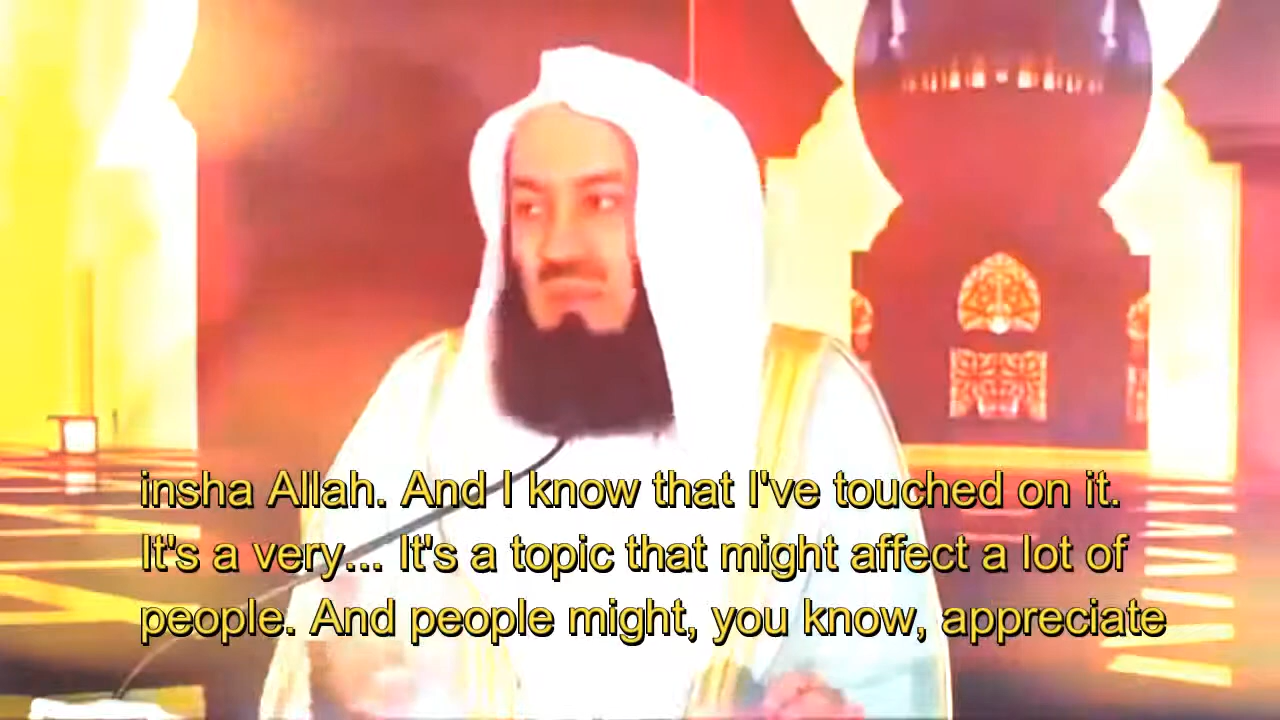 insha Allah. And I know that I've touched on it.
It's a very... It's a topic that might affect a lot of
people. And people might, you know, appreciate